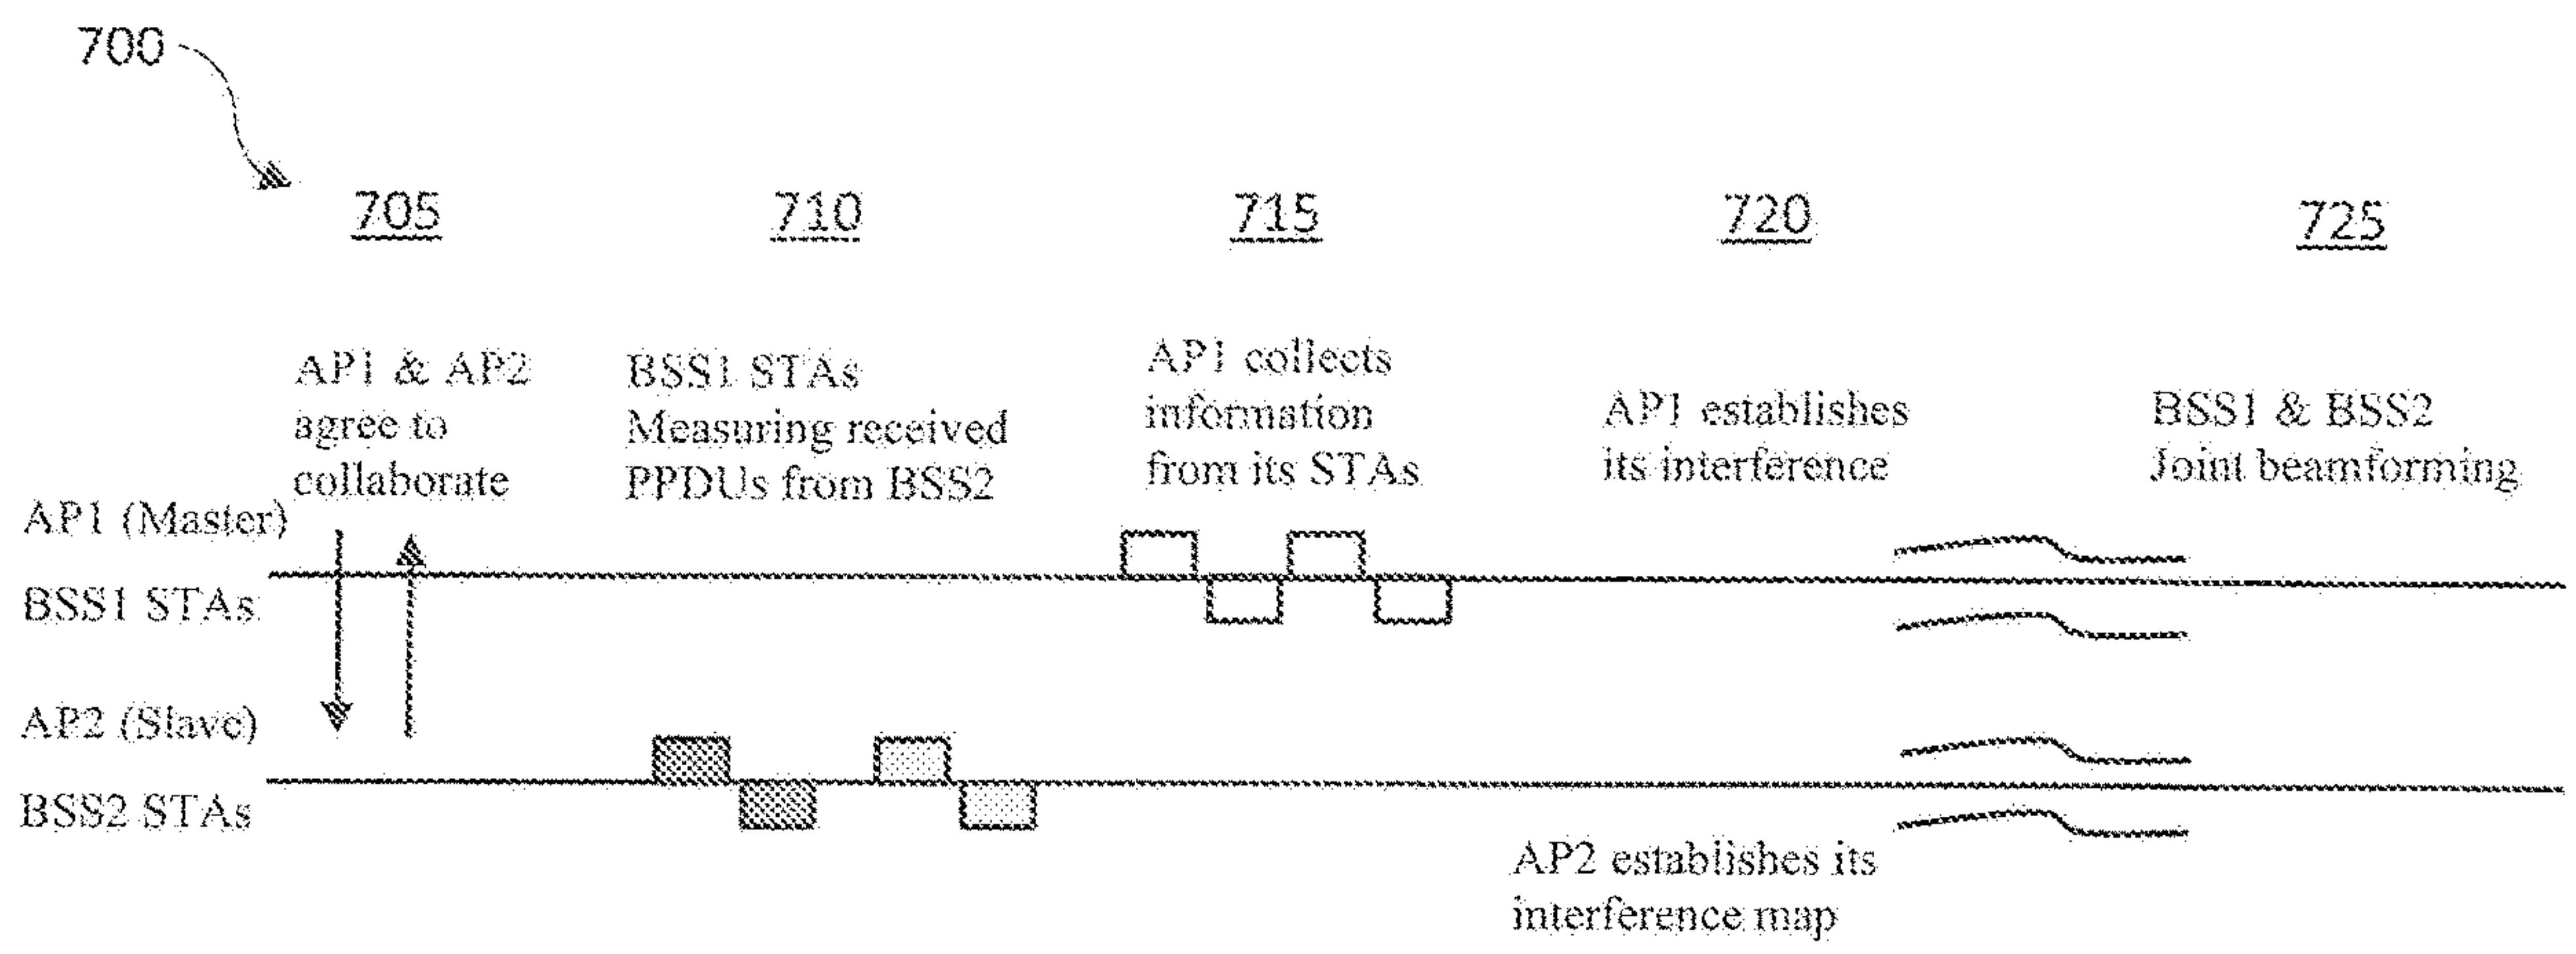 700
705
710
715
720
725
AP1 & AP2
agree to
collaborate
BSS1 STAs
Measuring received
PPDUs from BSS2
AP1 collects
information
from its STAs
AP1 establishes
its interference
BSS1 & BSS2
Joint beamforming
AP1 (Master)
BSS1 STAs
AP2 (Slave)
BSS2 STAs
AP2 establishes its
interference map